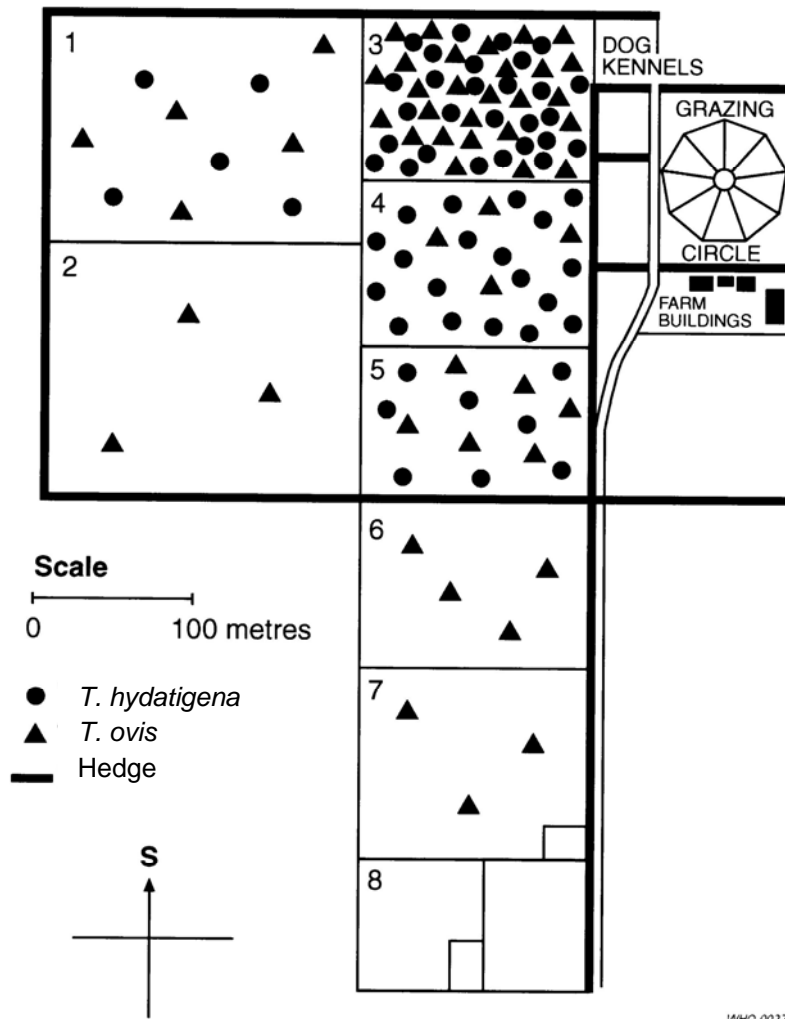 1
3
DOG
KENNELS
GRAZING
CIRCLE
4
2
FARM
BUILDINGS
5
6
Scale
0 100 metres
7
T. hydatigena
T. ovis
Hedge
8
S